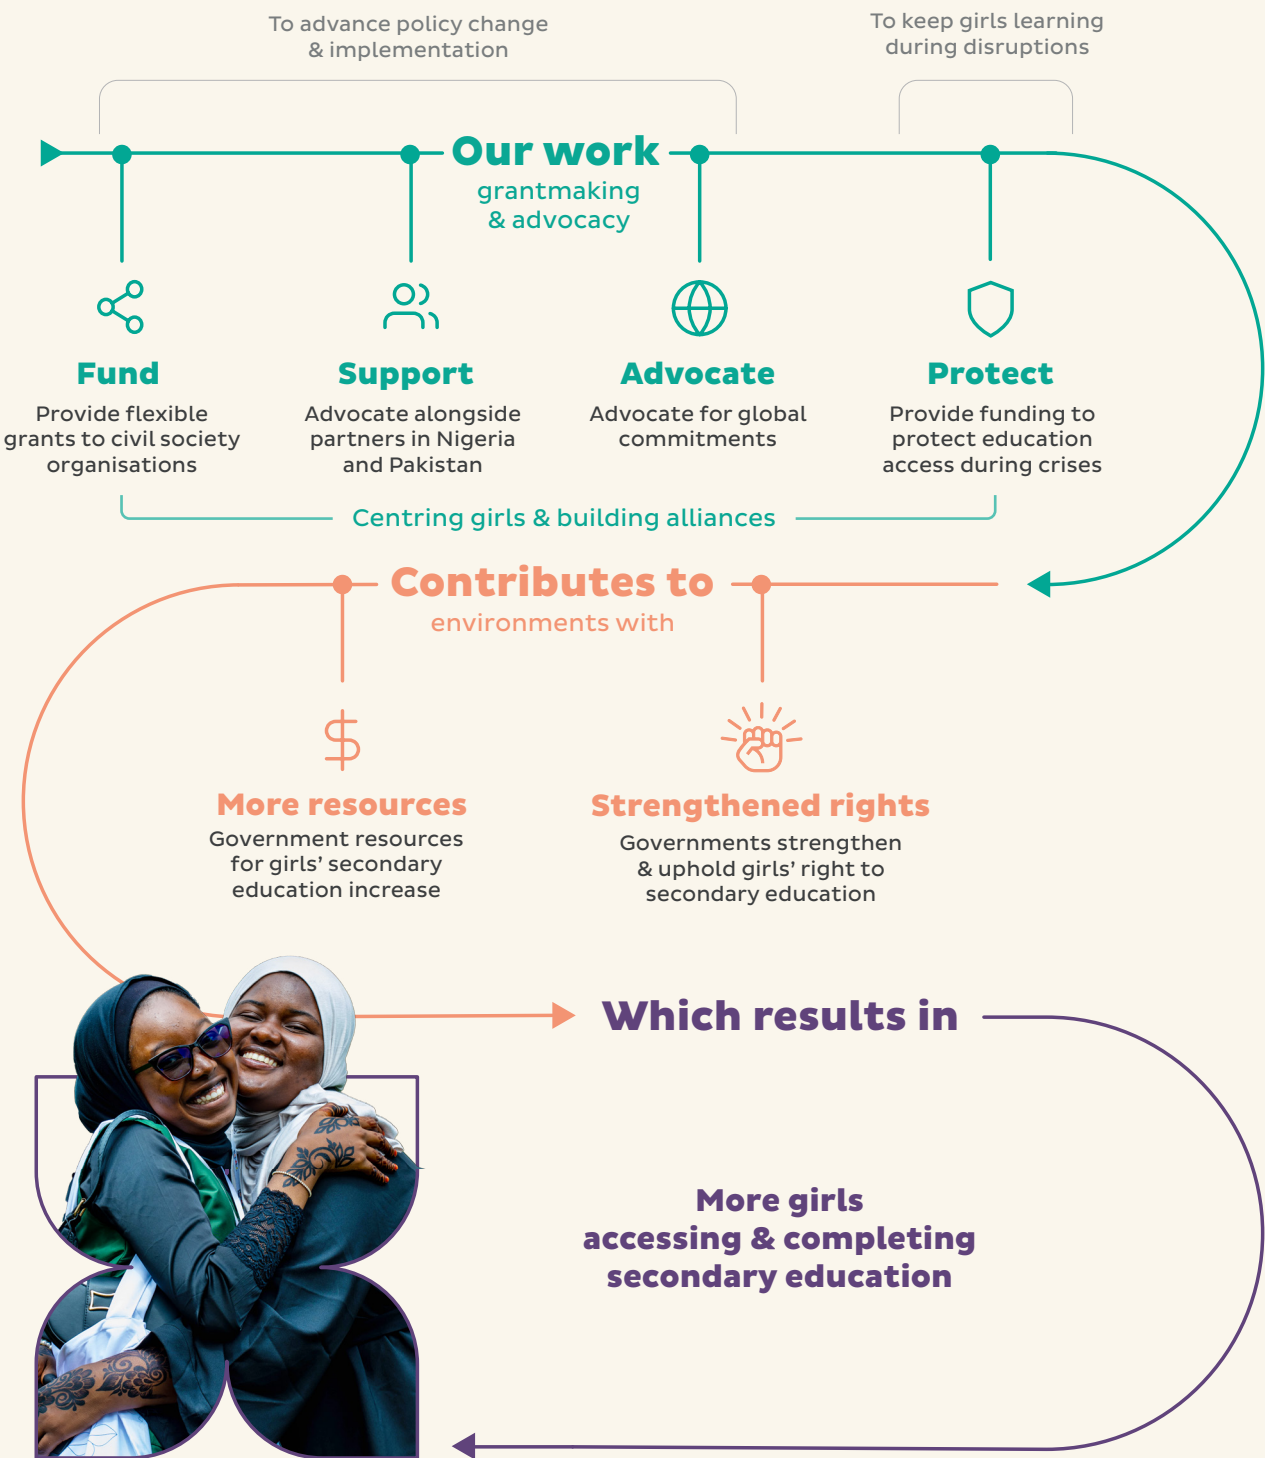 To advance policy change
& implementation
To keep girls learning
during disruptions
Our work
grantmaking
& advocacy
Fund
Provide flexible
grants to civil society
organisations
Support
Advocate alongside
partners in Nigeria
and Pakistan
Advocate
Advocate for global
commitments
Protect
Provide funding to
protect education
access during crises
Centring girls & building alliances
Contributes to
environments with
More resources
Government resources
for girls’ secondary
education increase
Strengthened rights
Governments strengthen
& uphold girls’ right to
secondary education
Which results in
More girls
accessing & completing
secondary education